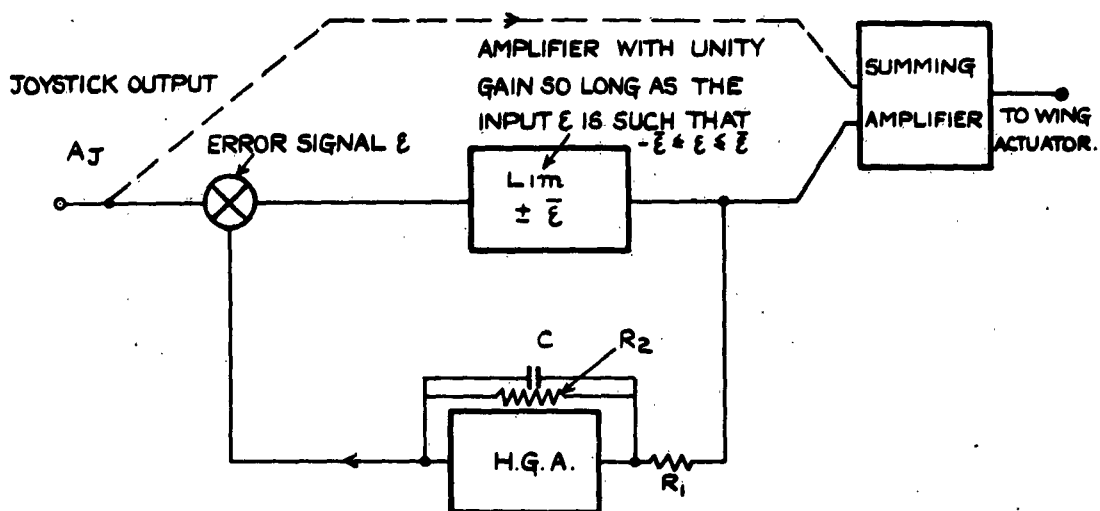 AMPLIFIER WITH UNITY
GAIN SO LONG AS THE
INPUT ε IS SUCH THAT
-ε̄ ≤ ε ≤ ε̄
JOYSTICK OUTPUT
SUMMING
AMPLIFIER
TO WING
ACTUATOR.
AJ
ERROR SIGNAL ε
Lim
± ε̄
C
R2
H.G.A.
R1